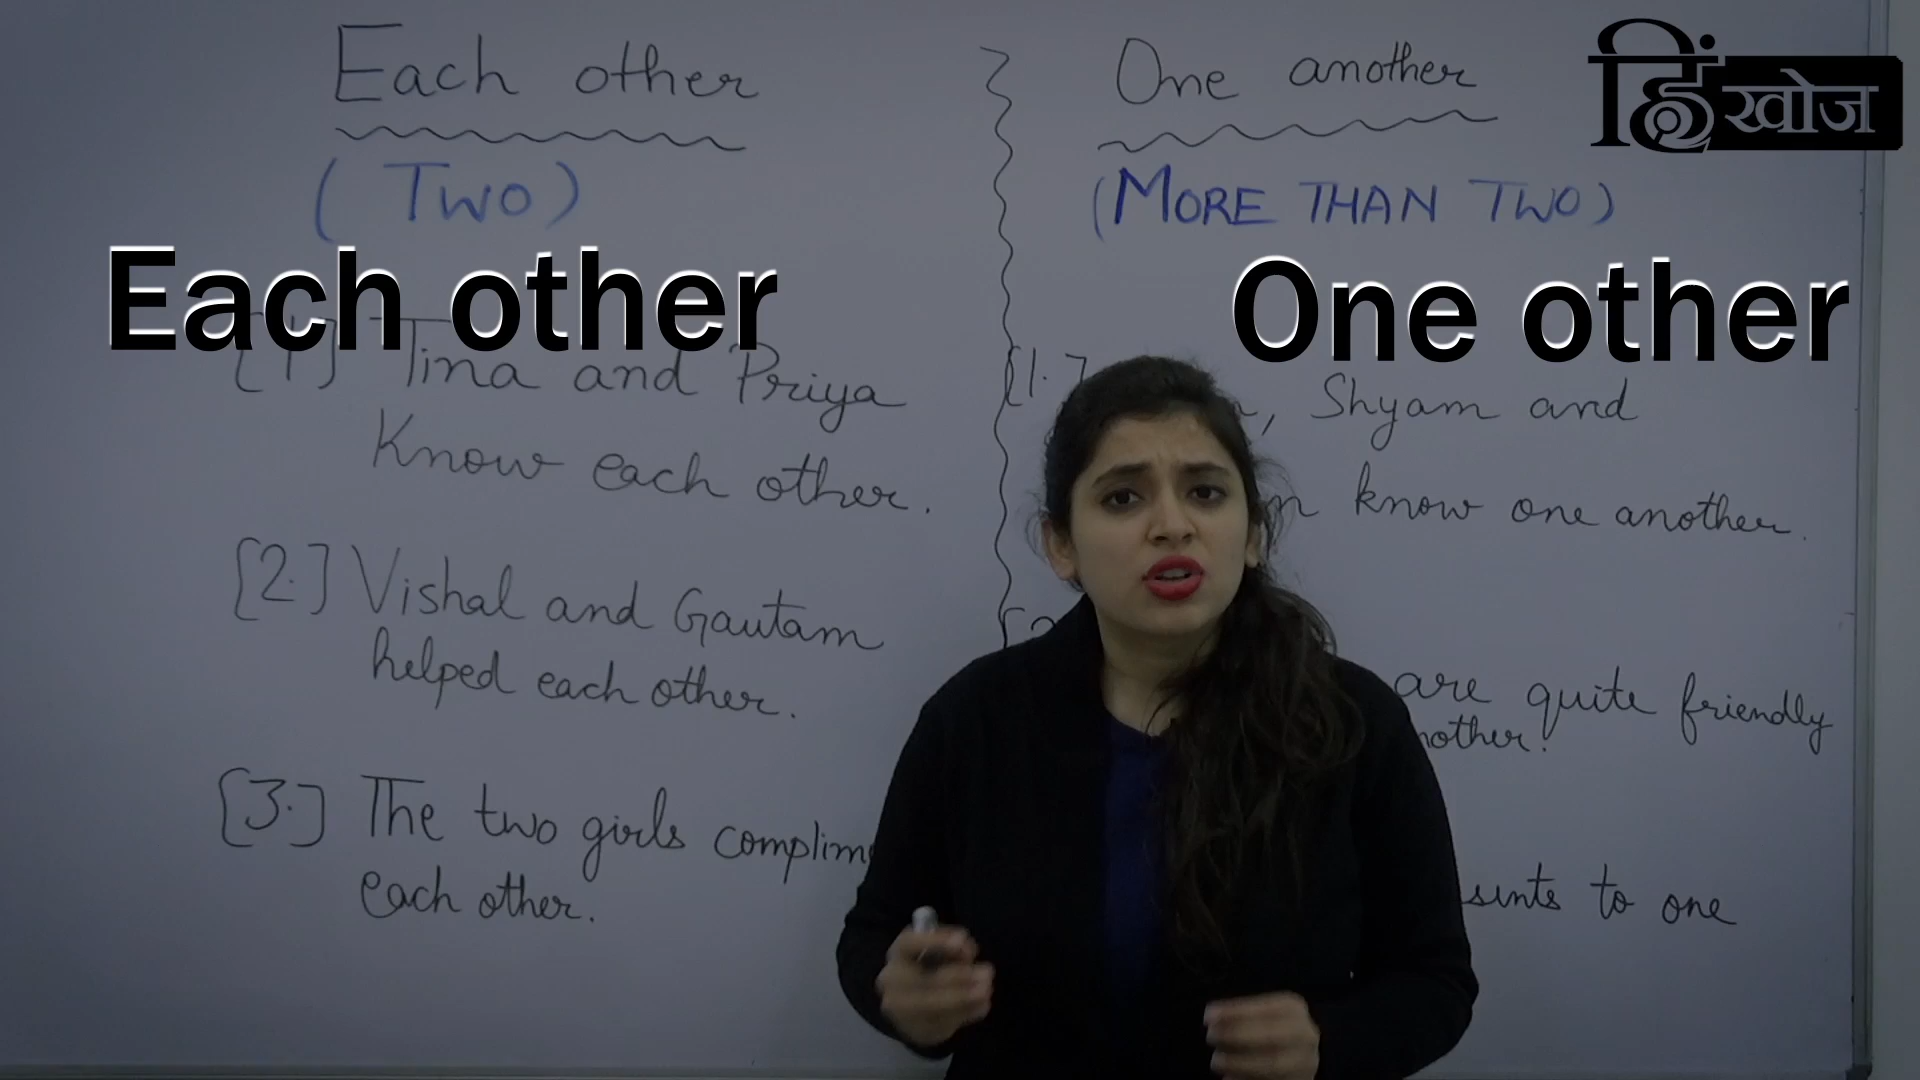 Each other
(TWO)
Each other
[1] Tina and Priya
Know each other.
[2.] Vishal and Gautam
helped each other.
[3.] The two girls
each other.
One another
(MORE THAN TWO)
One other
[1.] Shyam and
know one another.
are quite friendly
to one
हिंखोज